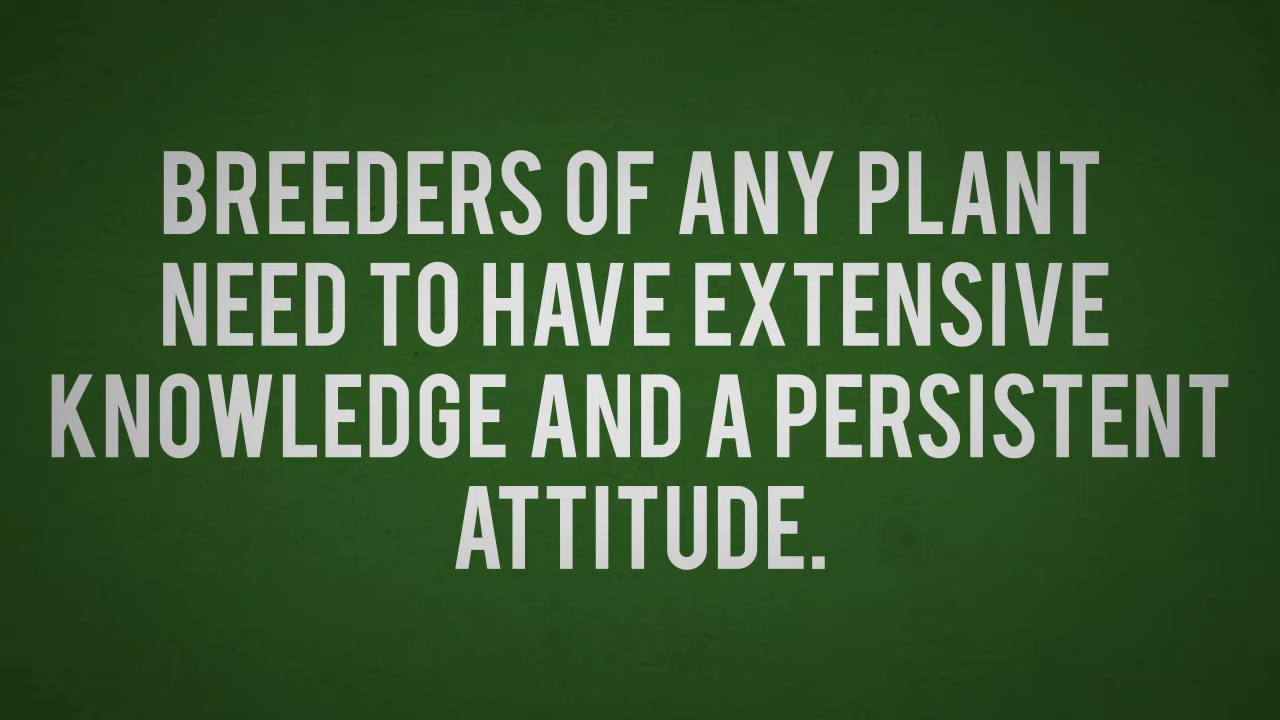 BREEDERS OF ANY PLANT
NEED TO HAVE EXTENSIVE
KNOWLEDGE AND A PERSISTENT
ATTITUDE.